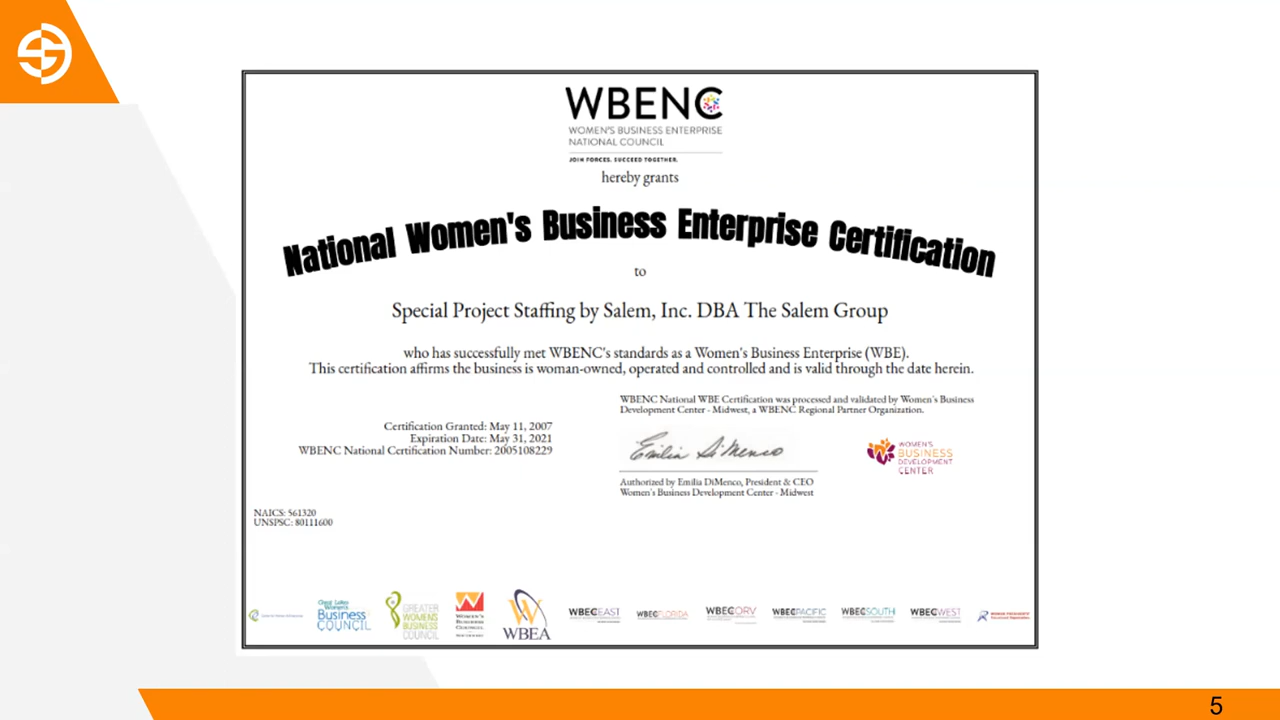 WBENC
WOMEN'S BUSINESS ENTERPRISE
NATIONAL COUNCIL
JOIN FORCES. SUCCEED TOGETHER.
hereby grants
National Women's Business Enterprise Certification
to
Special Project Staffing by Salem, Inc. DBA The Salem Group
who has successfully met WBENC's standards as a Women's Business Enterprise (WBE).
This certification affirms the business is woman-owned, operated and controlled and is valid through the date herein.
WBENC National WBE Certification was processed and validated by Women's Business
Development Center - Midwest, a WBENC Regional Partner Organization.
Certification Granted: May 11, 2007
Expiration Date: May 31, 2021
WBENC National Certification Number: 2005108229
Emilia DiMenco
WOMEN'S
BUSINESS
DEVELOPMENT
CENTER
Authorized by Emilia DiMenco, President & CEO
Women's Business Development Center - Midwest
NAICS: 561320
UNSPSC: 80111600
Great Lakes
Women's
Business
COUNCIL
GREATER
WOMEN'S
BUSINESS
COUNCIL
WOMEN'S
BUSINESS
COUNCIL
WBEA
WBECEAST
WBECFLORIDA
WBECORV
WBECPACIFIC
WBECSOUTH
WBECWEST
5